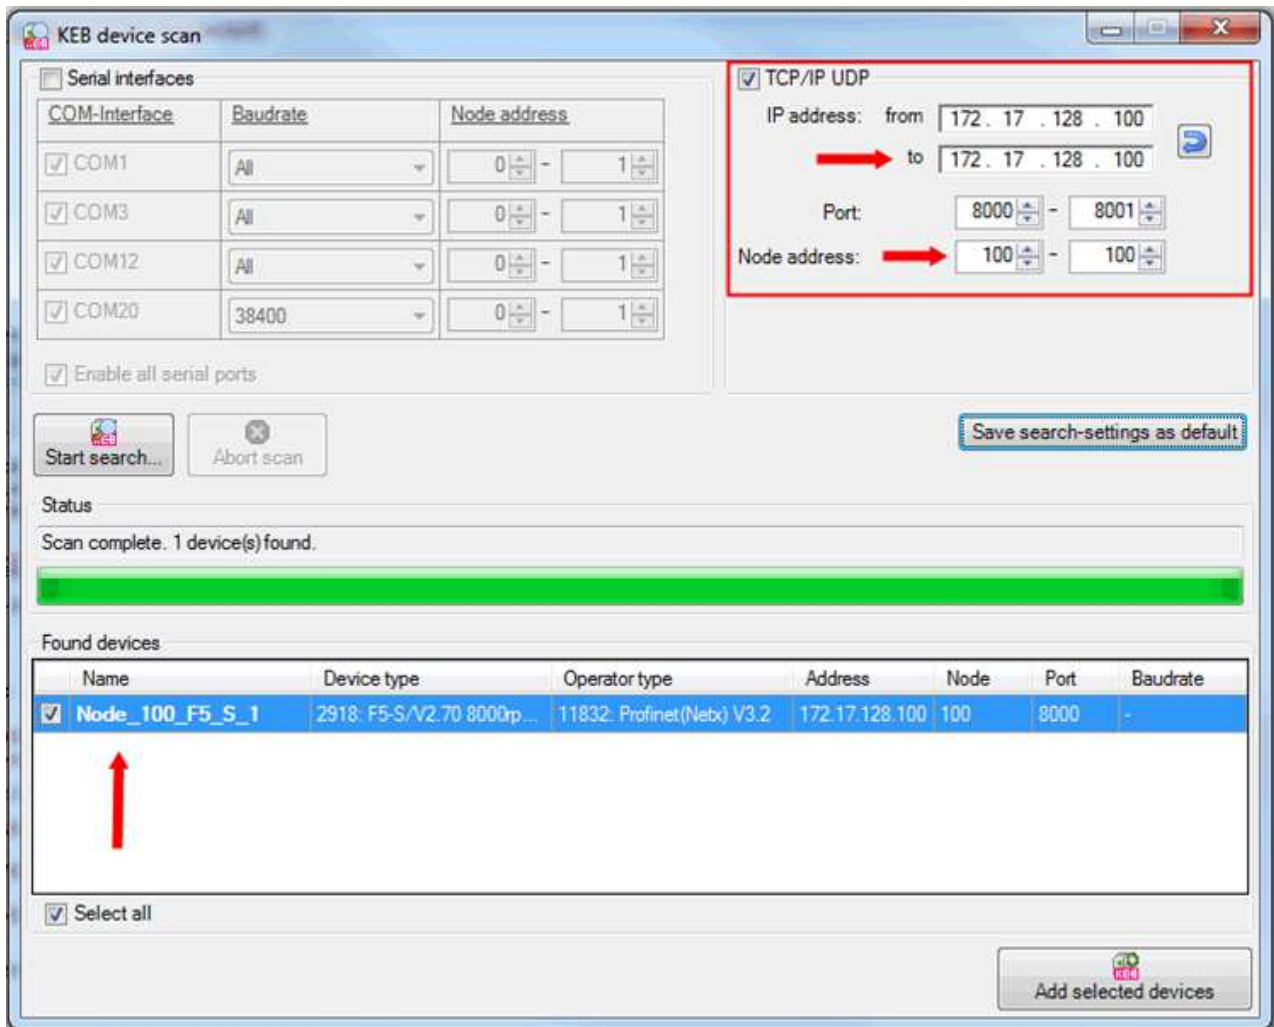 KEB device scan
Serial interfaces
COM-Interface Baudrate Node address
COM1 All 0 - 1
COM3 All 0 - 1
COM12 All 0 - 1
COM20 38400 0 - 1
Enable all serial ports
TCP/IP UDP
IP address: from 172 . 17 . 128 . 100
to 172 . 17 . 128 . 100
Port: 8000 - 8001
Node address: 100 - 100
Start search...
Abort scan
Save search-settings as default
Status
Scan complete. 1 device(s) found.
Found devices
Name Device type Operator type Address Node Port Baudrate
Node_100_F5_S_1 2918: F5-S/V2.70 8000rp... 11832: Profinet(Netx) V3.2 172.17.128.100 100 8000 -
Select all
Add selected devices